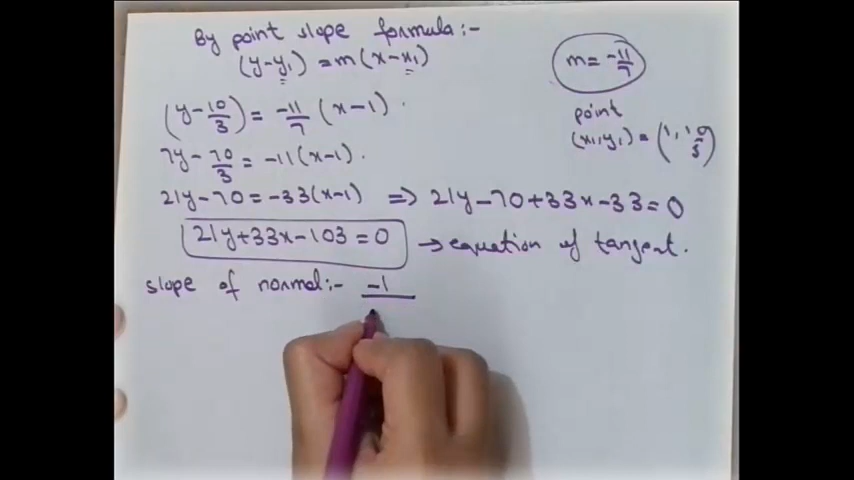 By point slope formula:-
(y-y₁) = m(x-x₁)
m = -11/7
(y-10/3) = -11/7 (x-1).
point
(x₁,y₁) = (1, 10/3)
7y-70/3 = -11(x-1).
21y-70 = -33(x-1) => 21y-70+33x-33=0
21y+33x-103=0 → equation of tangent.
slope of normal:- -1